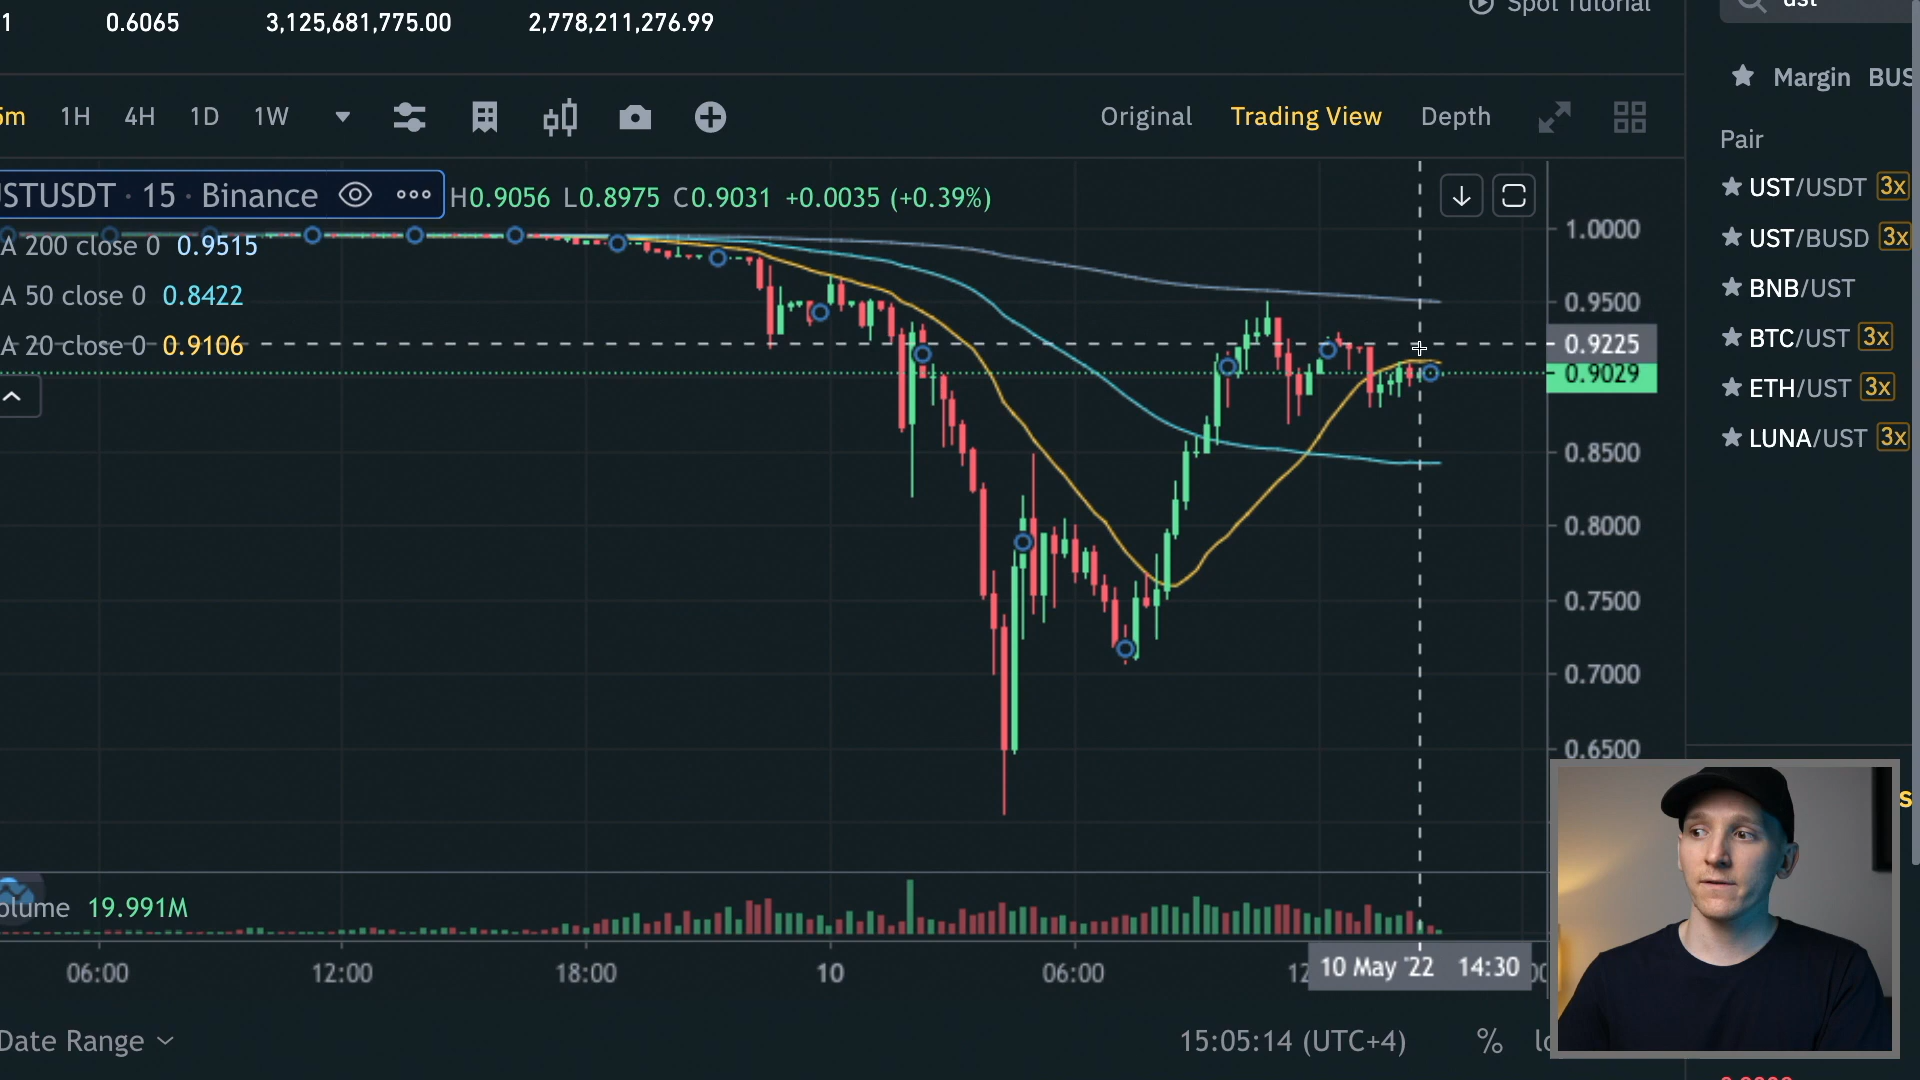 1 0.6065 3,125,681,775.00 2,778,211,276.99
Spot Tutorial
ust
5m 1H 4H 1D 1W Original Trading View Depth
Margin BUS
Pair
USTUSDT · 15 · Binance H0.9056 L0.8975 C0.9031 +0.0035 (+0.39%)
A 200 close 0 0.9515
A 50 close 0 0.8422
A 20 close 0 0.9106
1.0000
0.9500
0.9225
0.9029
0.8500
0.8000
0.7500
0.7000
0.6500
UST/USDT 3x
UST/BUSD 3x
BNB/UST
BTC/UST 3x
ETH/UST 3x
LUNA/UST 3x
olume 19.991M
06:00 12:00 18:00 10 06:00 12 10 May '22 14:30
Date Range 15:05:14 (UTC+4) %